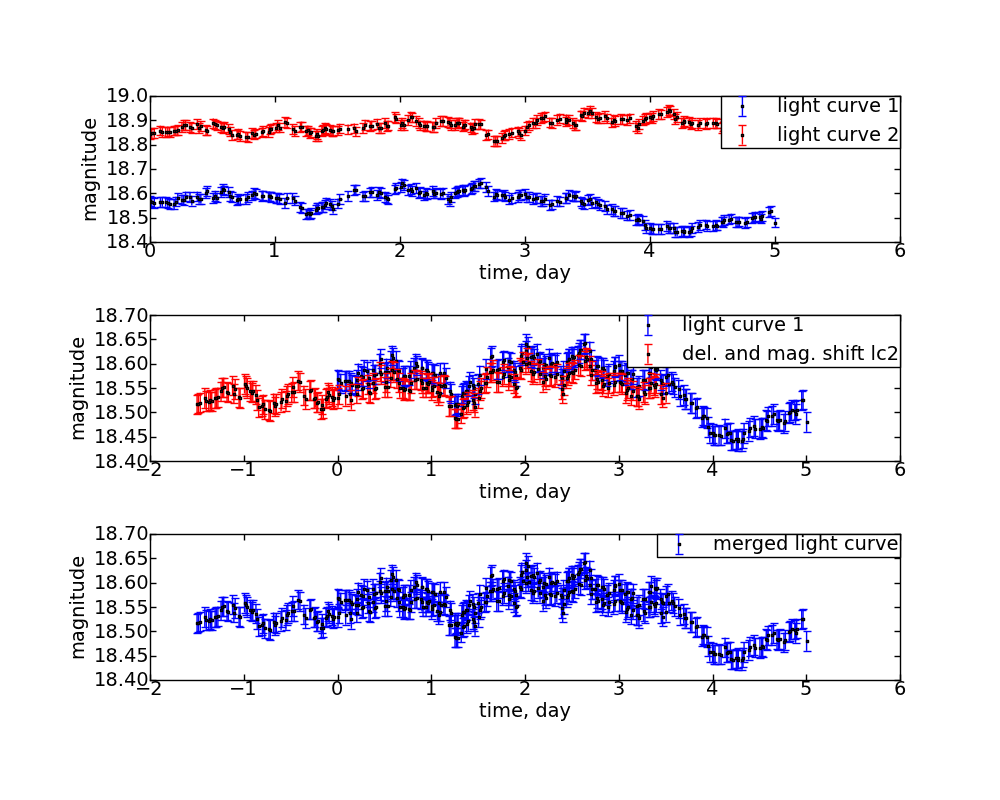 19.0
18.9
18.8
18.7
18.6
18.5
18.4
magnitude
light curve 1
light curve 2
0 1 2 3 4 5 6
time, day
18.70
18.65
18.60
18.55
18.50
18.45
18.40
magnitude
light curve 1
del. and mag. shift lc2
−2 −1 0 1 2 3 4 5 6
time, day
18.70
18.65
18.60
18.55
18.50
18.45
18.40
magnitude
merged light curve
−2 −1 0 1 2 3 4 5 6
time, day